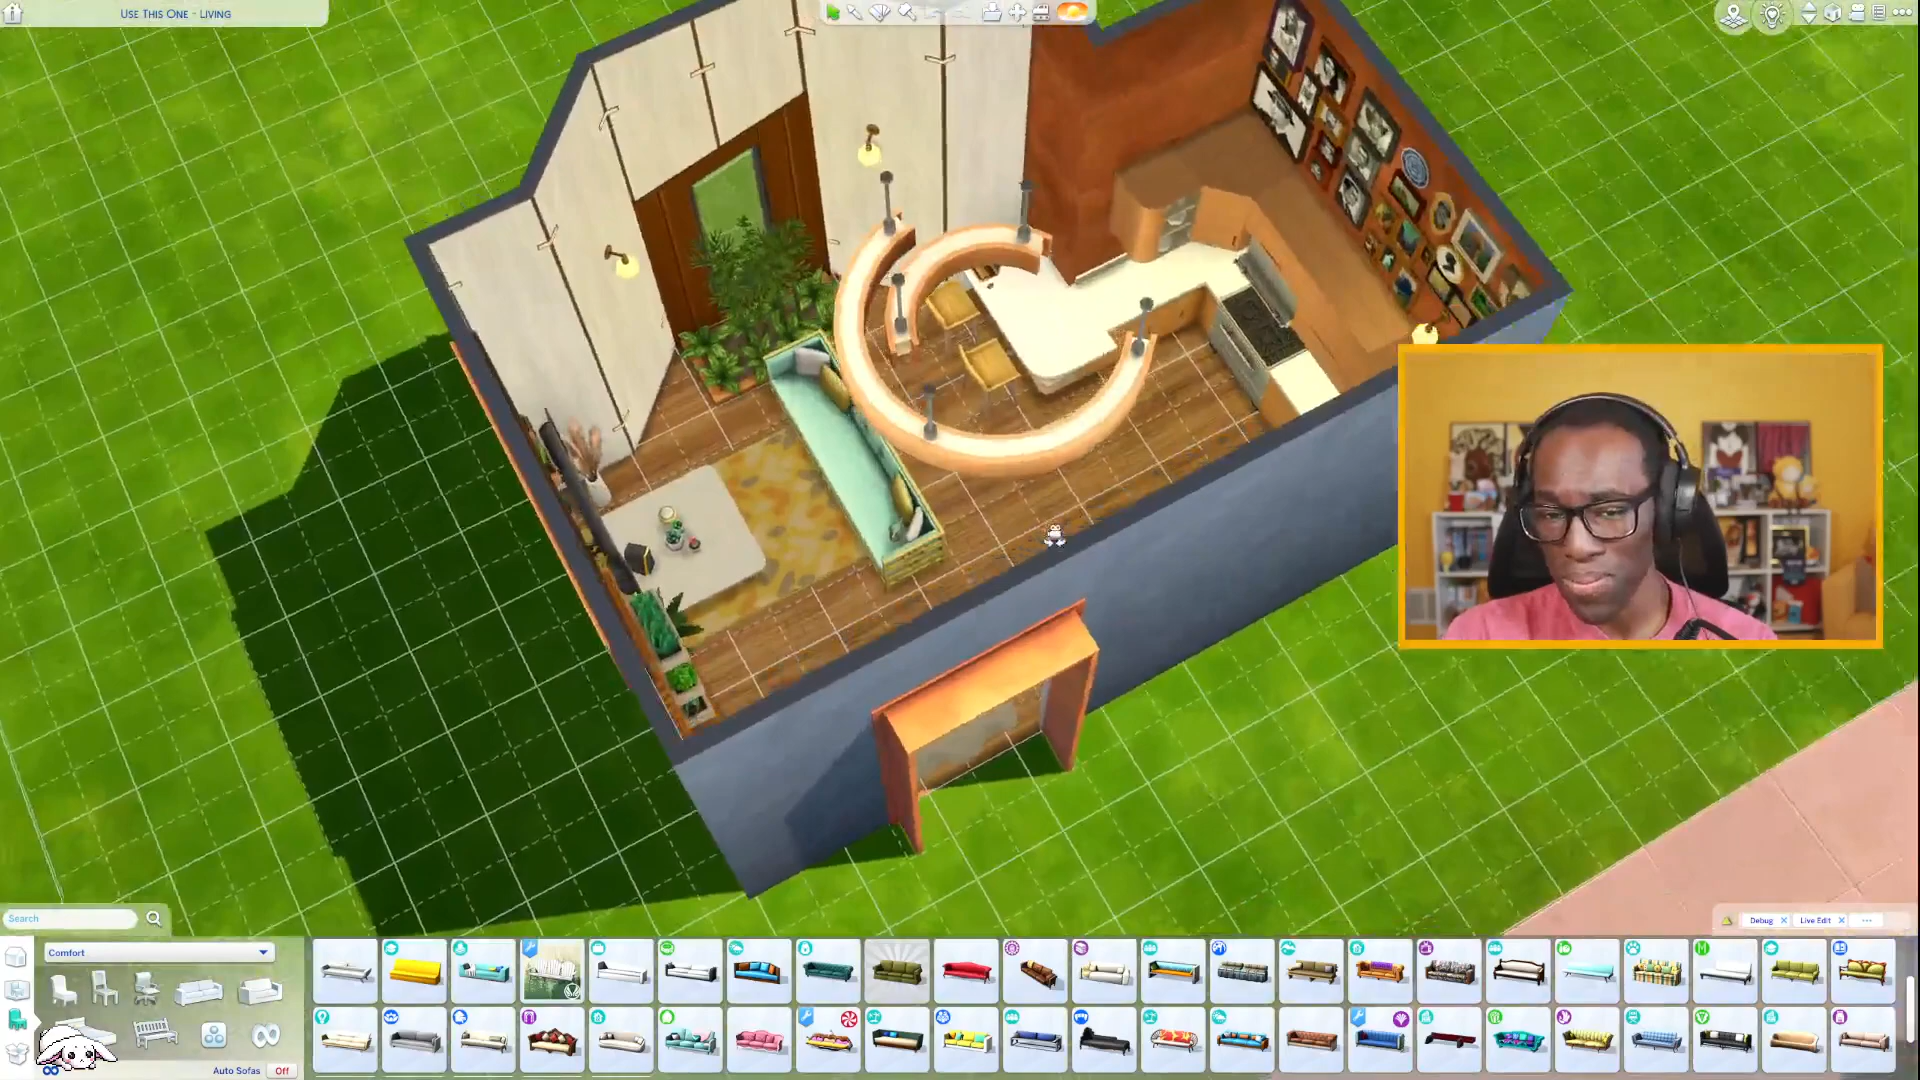 Use This One - Living
Search
Debug
Live Edit
Comfort
Auto Sofas
Off